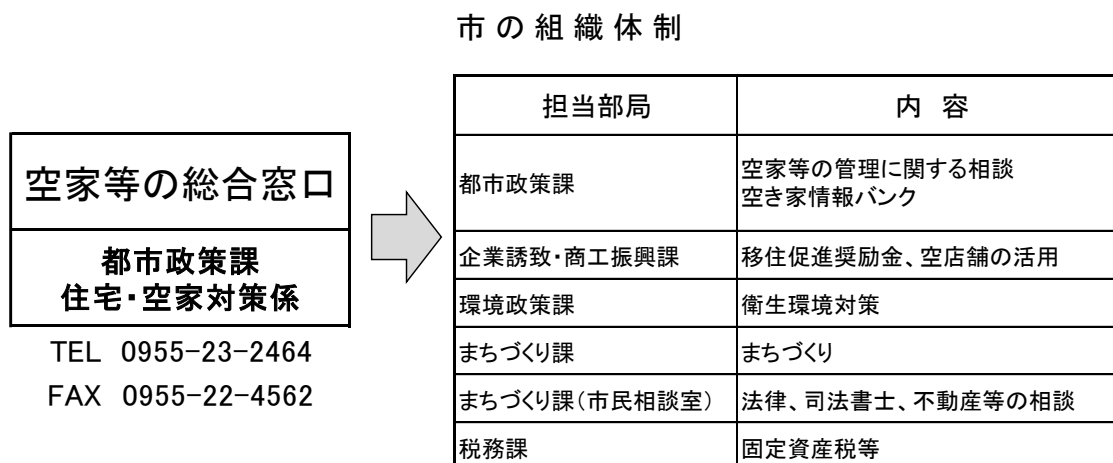 市の組織体制
空家等の総合窓口
都市政策課
住宅・空家対策係
TEL 0955-23-2464
FAX 0955-22-4562
担当部局 内容
都市政策課 空家等の管理に関する相談
空き家情報バンク
企業誘致・商工振興課 移住促進奨励金、空店舗の活用
環境政策課 衛生環境対策
まちづくり課 まちづくり
まちづくり課(市民相談室) 法律、司法書士、不動産等の相談
税務課 固定資産税等